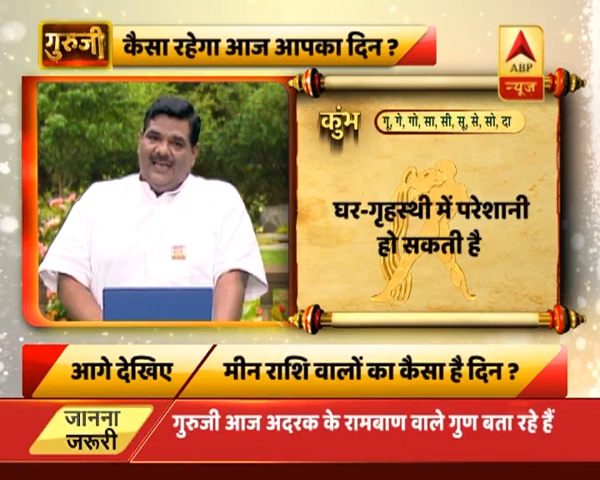 गुरुजी
कैसा रहेगा आज आपका दिन ?
ABP
न्यूज़
कुंभ
गू, गे, गो, सा, सी, सू, से, सो, दा
घर-गृहस्थी में परेशानी
हो सकती है
आगे देखिए
मीन राशि वालों का कैसा है दिन ?
जानना
जरूरी
गुरुजी आज अदरक के रामबाण वाले गुण बता रहे हैं